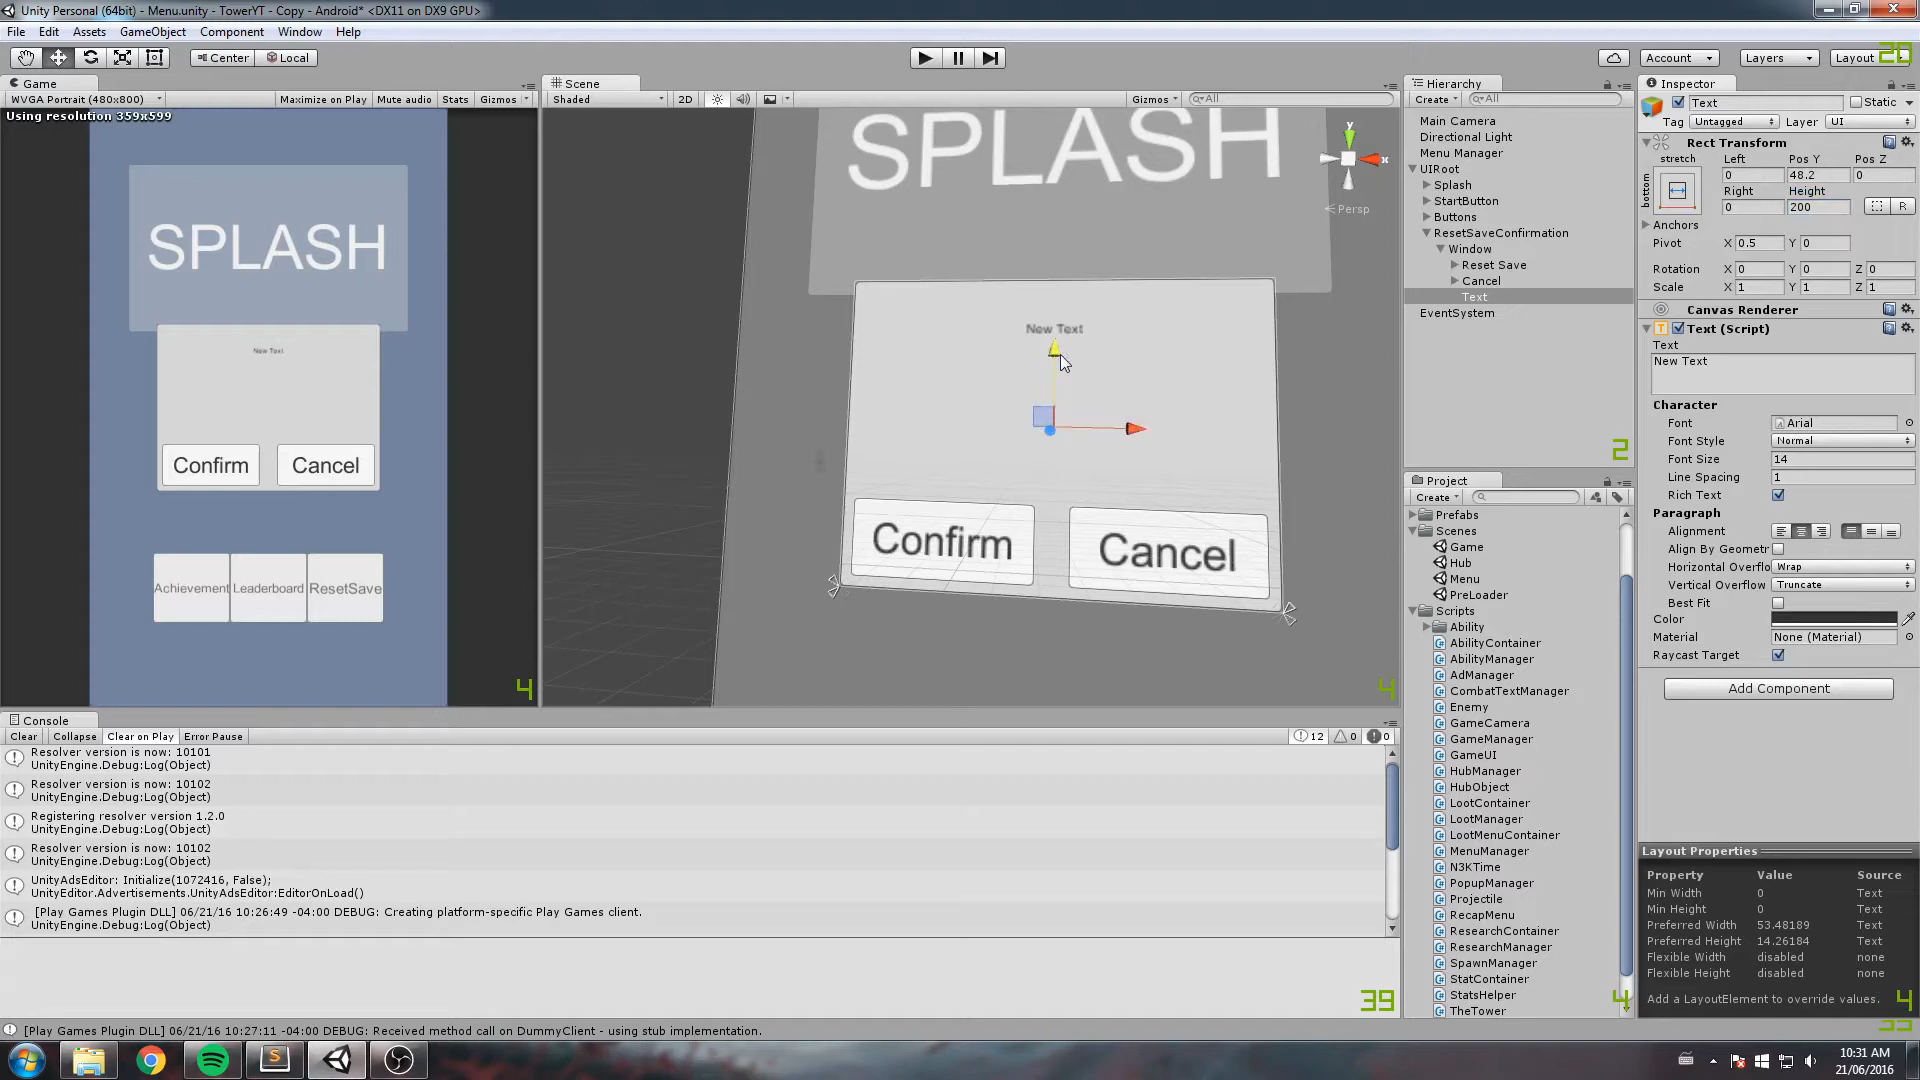 Unity Personal (64bit) - Menu.unity - TowerYT - Copy - Android* <DX11 on DX9 GPU>
File Edit Assets GameObject Component Window Help
Center Local
Account Layers Layout
20
Game
WVGA Portrait (480x800) Maximize on Play Mute audio Stats Gizmos
Using resolution 359x599
SPLASH
New Text
Confirm Cancel
Achievement Leaderboard ResetSave
4
Scene
Shaded 2D Gizmos All
SPLASH
y
x
Persp
New Text
Confirm Cancel
4
Hierarchy
Create All
Main Camera
Directional Light
Menu Manager
UIRoot
Splash
StartButton
Buttons
ResetSaveConfirmation
Window
Reset Save
Cancel
Text
EventSystem
2
Project
Create
Prefabs
Scenes
Game
Hub
Menu
PreLoader
Scripts
Ability
AbilityContainer
AbilityManager
AdManager
CombatTextManager
Enemy
GameCamera
GameManager
GameUI
HubManager
HubObject
LootContainer
LootManager
LootMenuContainer
MenuManager
N3KTime
PopupManager
Projectile
RecapMenu
ResearchContainer
ResearchManager
SpawnManager
StatContainer
StatsHelper
TheTower
4
Inspector
Text Static
Tag Untagged Layer UI
Rect Transform
stretch Left Pos Y Pos Z
0 48.2 0
bottom Right Height
0 200 R
Anchors
Pivot X 0.5 Y 0
Rotation X 0 Y 0 Z 0
Scale X 1 Y 1 Z 1
Canvas Renderer
Text (Script)
Text
New Text
Character
Font Arial
Font Style Normal
Font Size 14
Line Spacing 1
Rich Text
Paragraph
Alignment
Align By Geometr
Horizontal Overflo Wrap
Vertical Overflow Truncate
Best Fit
Color
Material None (Material)
Raycast Target
Add Component
Layout Properties
Property Value Source
Min Width 0 Text
Min Height 0 Text
Preferred Width 53.48189 Text
Preferred Height 14.26184 Text
Flexible Width disabled none
Flexible Height disabled none
Add a LayoutElement to override values.
4
Console
Clear Collapse Clear on Play Error Pause 12 0 0
Resolver version is now: 10101
UnityEngine.Debug:Log(Object)
Resolver version is now: 10102
UnityEngine.Debug:Log(Object)
Registering resolver version 1.2.0
UnityEngine.Debug:Log(Object)
Resolver version is now: 10102
UnityEngine.Debug:Log(Object)
UnityAdsEditor: Initialize(1072416, False);
UnityEditor.Advertisements.UnityAdsEditor:EditorOnLoad()
[Play Games Plugin DLL] 06/21/16 10:26:49 -04:00 DEBUG: Creating platform-specific Play Games client.
UnityEngine.Debug:Log(Object)
39
[Play Games Plugin DLL] 06/21/16 10:27:11 -04:00 DEBUG: Received method call on DummyClient - using stub implementation.
10:31 AM
21/06/2016